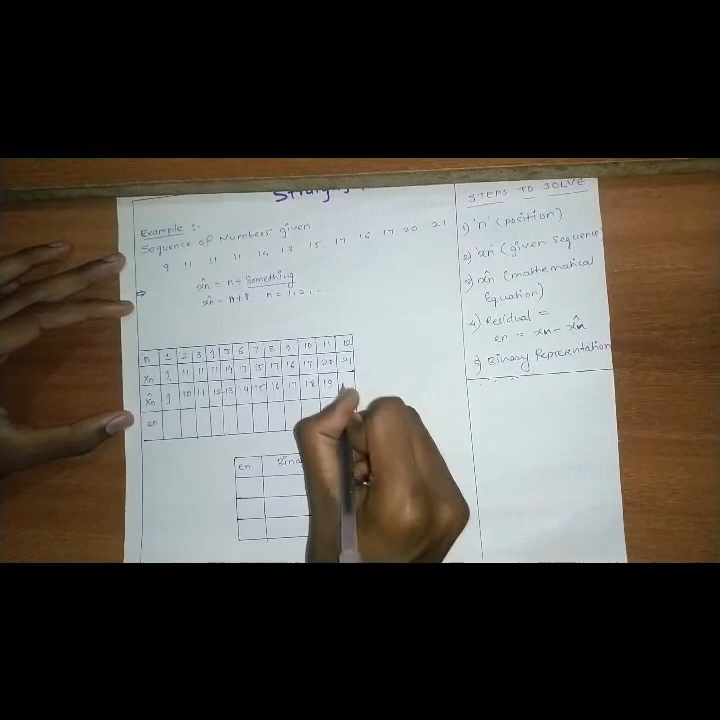 Example :-
Sequence of Numbers given
9 11 11 11 14 13 15 17 16 17 20 21
⇒ x̂n = n + Something
x̂n = n+8 n = 1,2, ...
n 1 2 3 4 5 6 7 8 9 10 11 12
xn 9 11 11 11 14 13 15 17 16 17 20 21
x̂n 9 10 11 12 13 14 15 16 17 18 19
en
en
STEPS TO SOLVE
1) 'n' (position)
2) 'xn' (given Sequence
3) x̂n (mathematical
Equation)
4) Residual =
en = xn - x̂n
5) Binary Representation